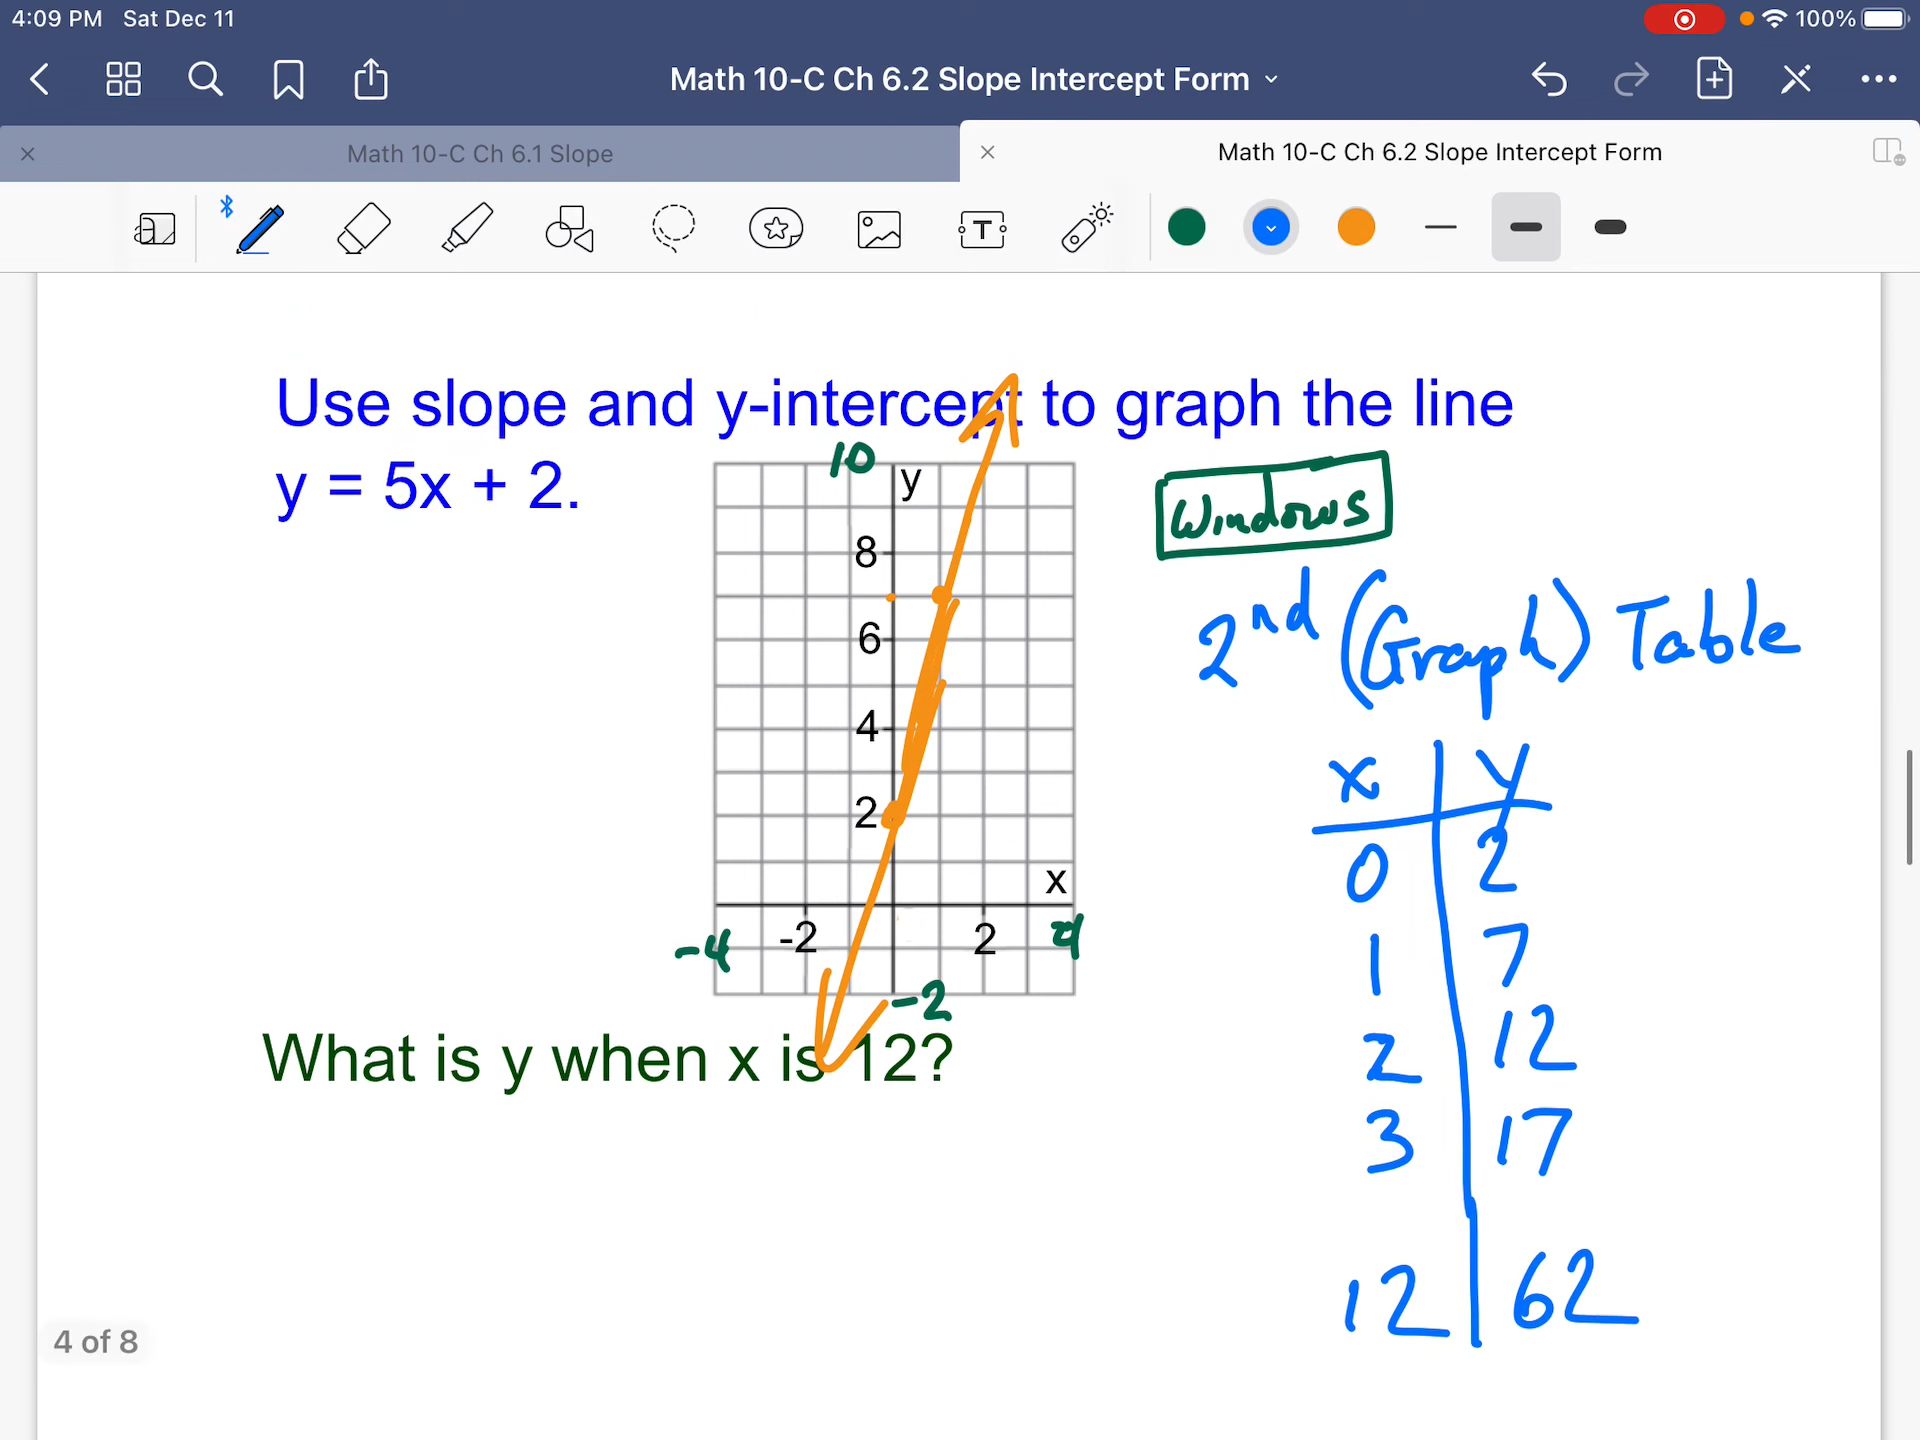 4:09 PM Sat Dec 11
100%
Math 10-C Ch 6.2 Slope Intercept Form
Math 10-C Ch 6.1 Slope
Math 10-C Ch 6.2 Slope Intercept Form
a
T
Use slope and y-intercept to graph the line
y = 5x + 2.
10
y
8
6
4
2
x
-4
-2
2
4
-2
Windows
2nd (Graph) Table
x y
0 2
1 7
2 12
3 17
12 62
What is y when x is 12?
4 of 8